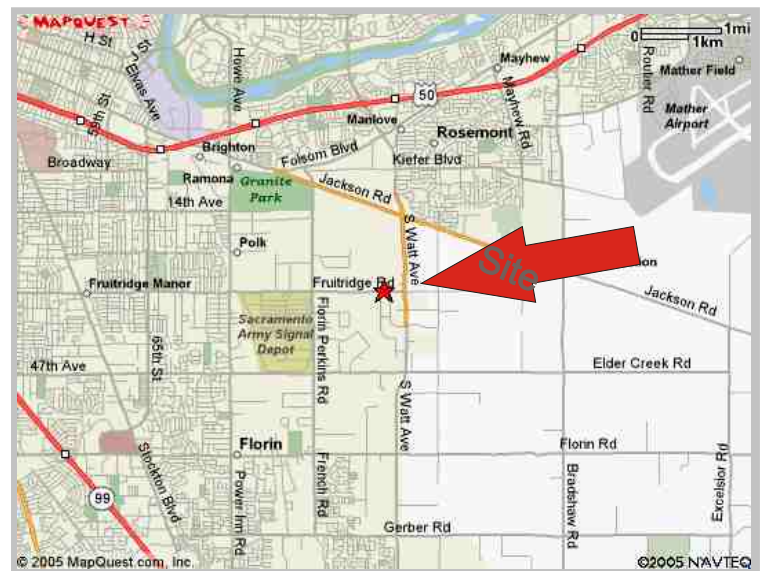 MAPQUEST
H St
J St
Elvas Ave
59th St
Howe Ave
50
Mayhew
Mayhew Rd
0 1mi
1km
Routier Rd
Mather Field
Mather
Airport
Manlove
Rosemont
Brighton
Folsom Blvd
Kiefer Blvd
Broadway
Ramona
Granite
Park
Jackson Rd
14th Ave
S Watt Ave
Polk
Site
Fruitridge Manor
Fruitridge Rd
Jackson Rd
Sacramento
Army Signal
Depot
Florin Perkins Rd
65th St
47th Ave
Elder Creek Rd
S Watt Ave
Florin
Florin Rd
Stockton Blvd
Power Inn Rd
French Rd
Bradshaw Rd
Excelsior Rd
99
Gerber Rd
© 2005 MapQuest.com, Inc.
©2005 NAVTEQ